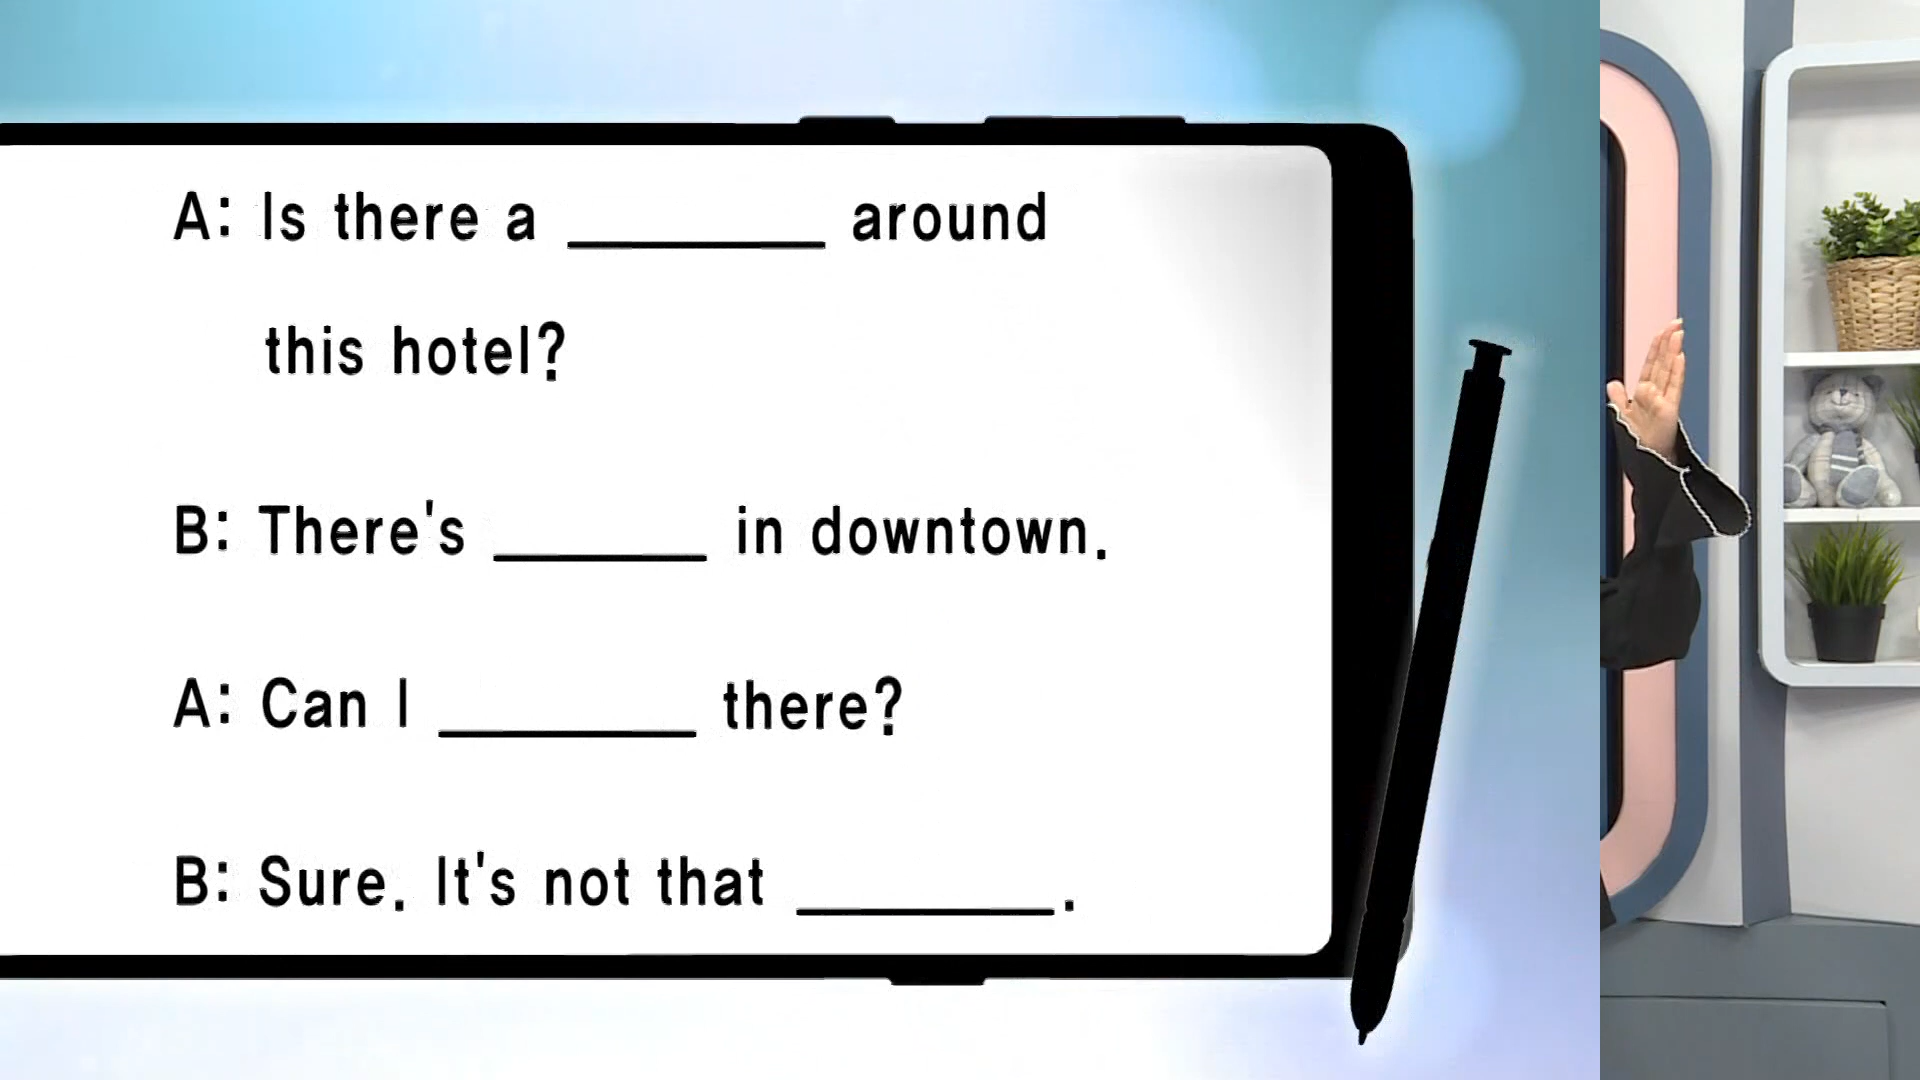 A: Is there a ________ around
this hotel?
B: There's _______ in downtown.
A: Can I ________ there?
B: Sure. It's not that ________.